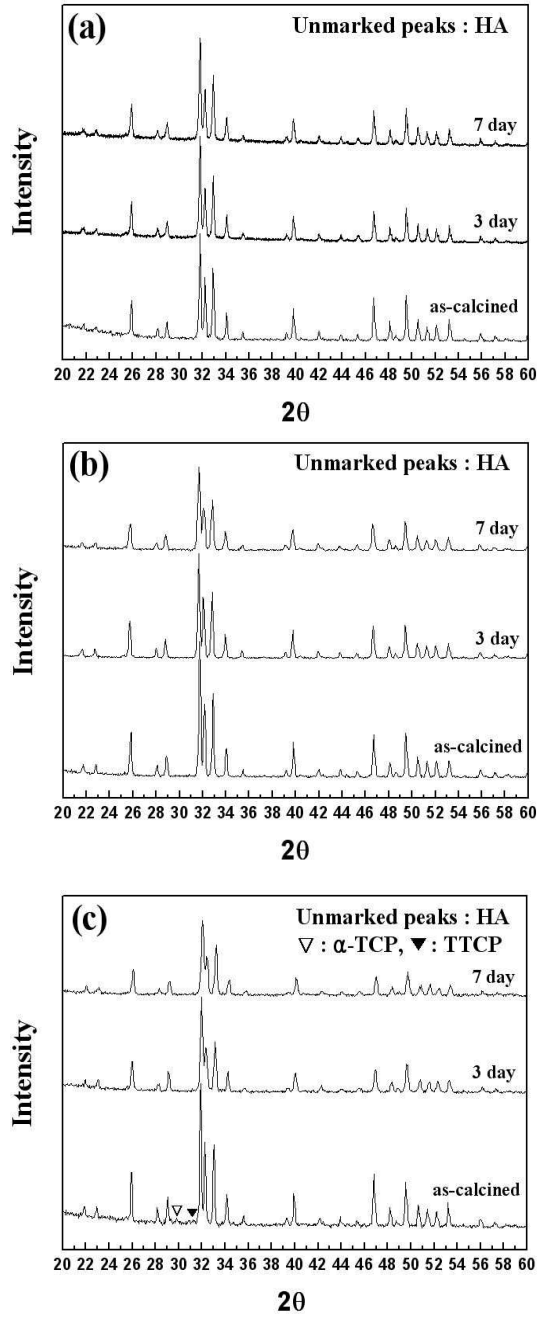 (a)
Unmarked peaks : HA
7 day
3 day
as-calcined
Intensity
20 22 24 26 28 30 32 34 36 38 40 42 44 46 48 50 52 54 56 58 60
2θ
(b)
Unmarked peaks : HA
7 day
3 day
as-calcined
Intensity
20 22 24 26 28 30 32 34 36 38 40 42 44 46 48 50 52 54 56 58 60
2θ
(c)
Unmarked peaks : HA
▽ : α-TCP, ▼ : TTCP
7 day
3 day
as-calcined
Intensity
20 22 24 26 28 30 32 34 36 38 40 42 44 46 48 50 52 54 56 58 60
2θ